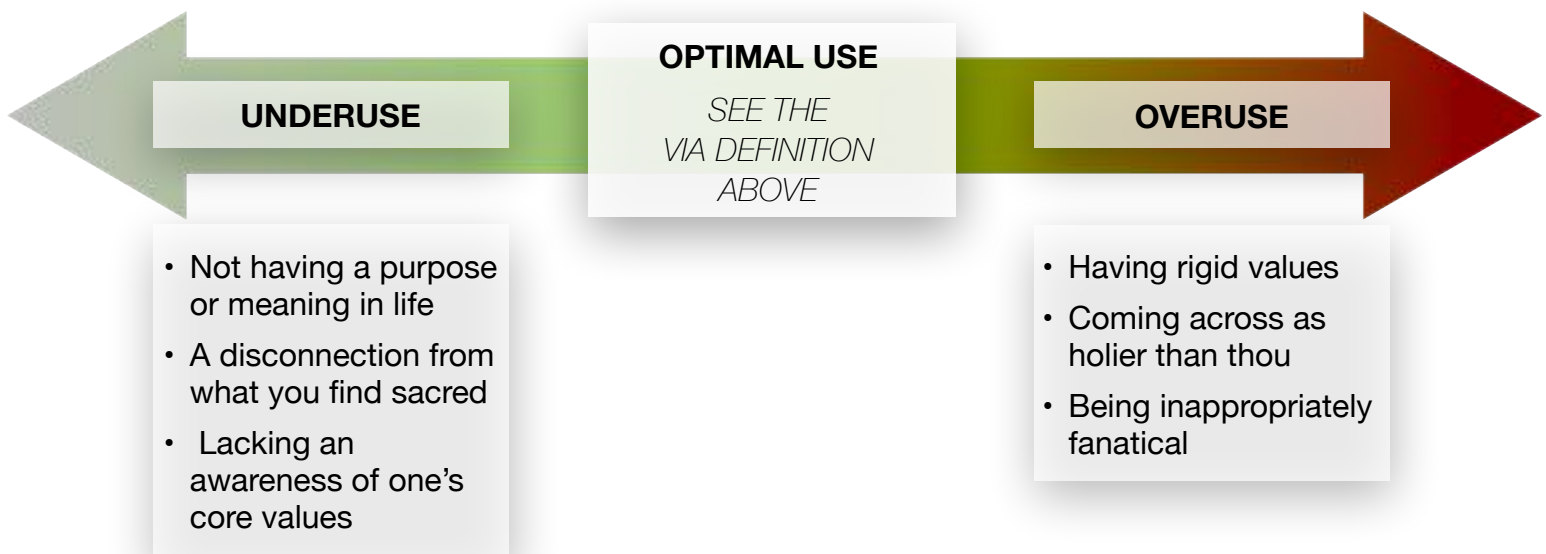 UNDERUSE
OPTIMAL USE
SEE THE
VIA DEFINITION
ABOVE
OVERUSE
• Not having a purpose
or meaning in life
• A disconnection from
what you find sacred
• Lacking an
awareness of one’s
core values
• Having rigid values
• Coming across as
holier than thou
• Being inappropriately
fanatical